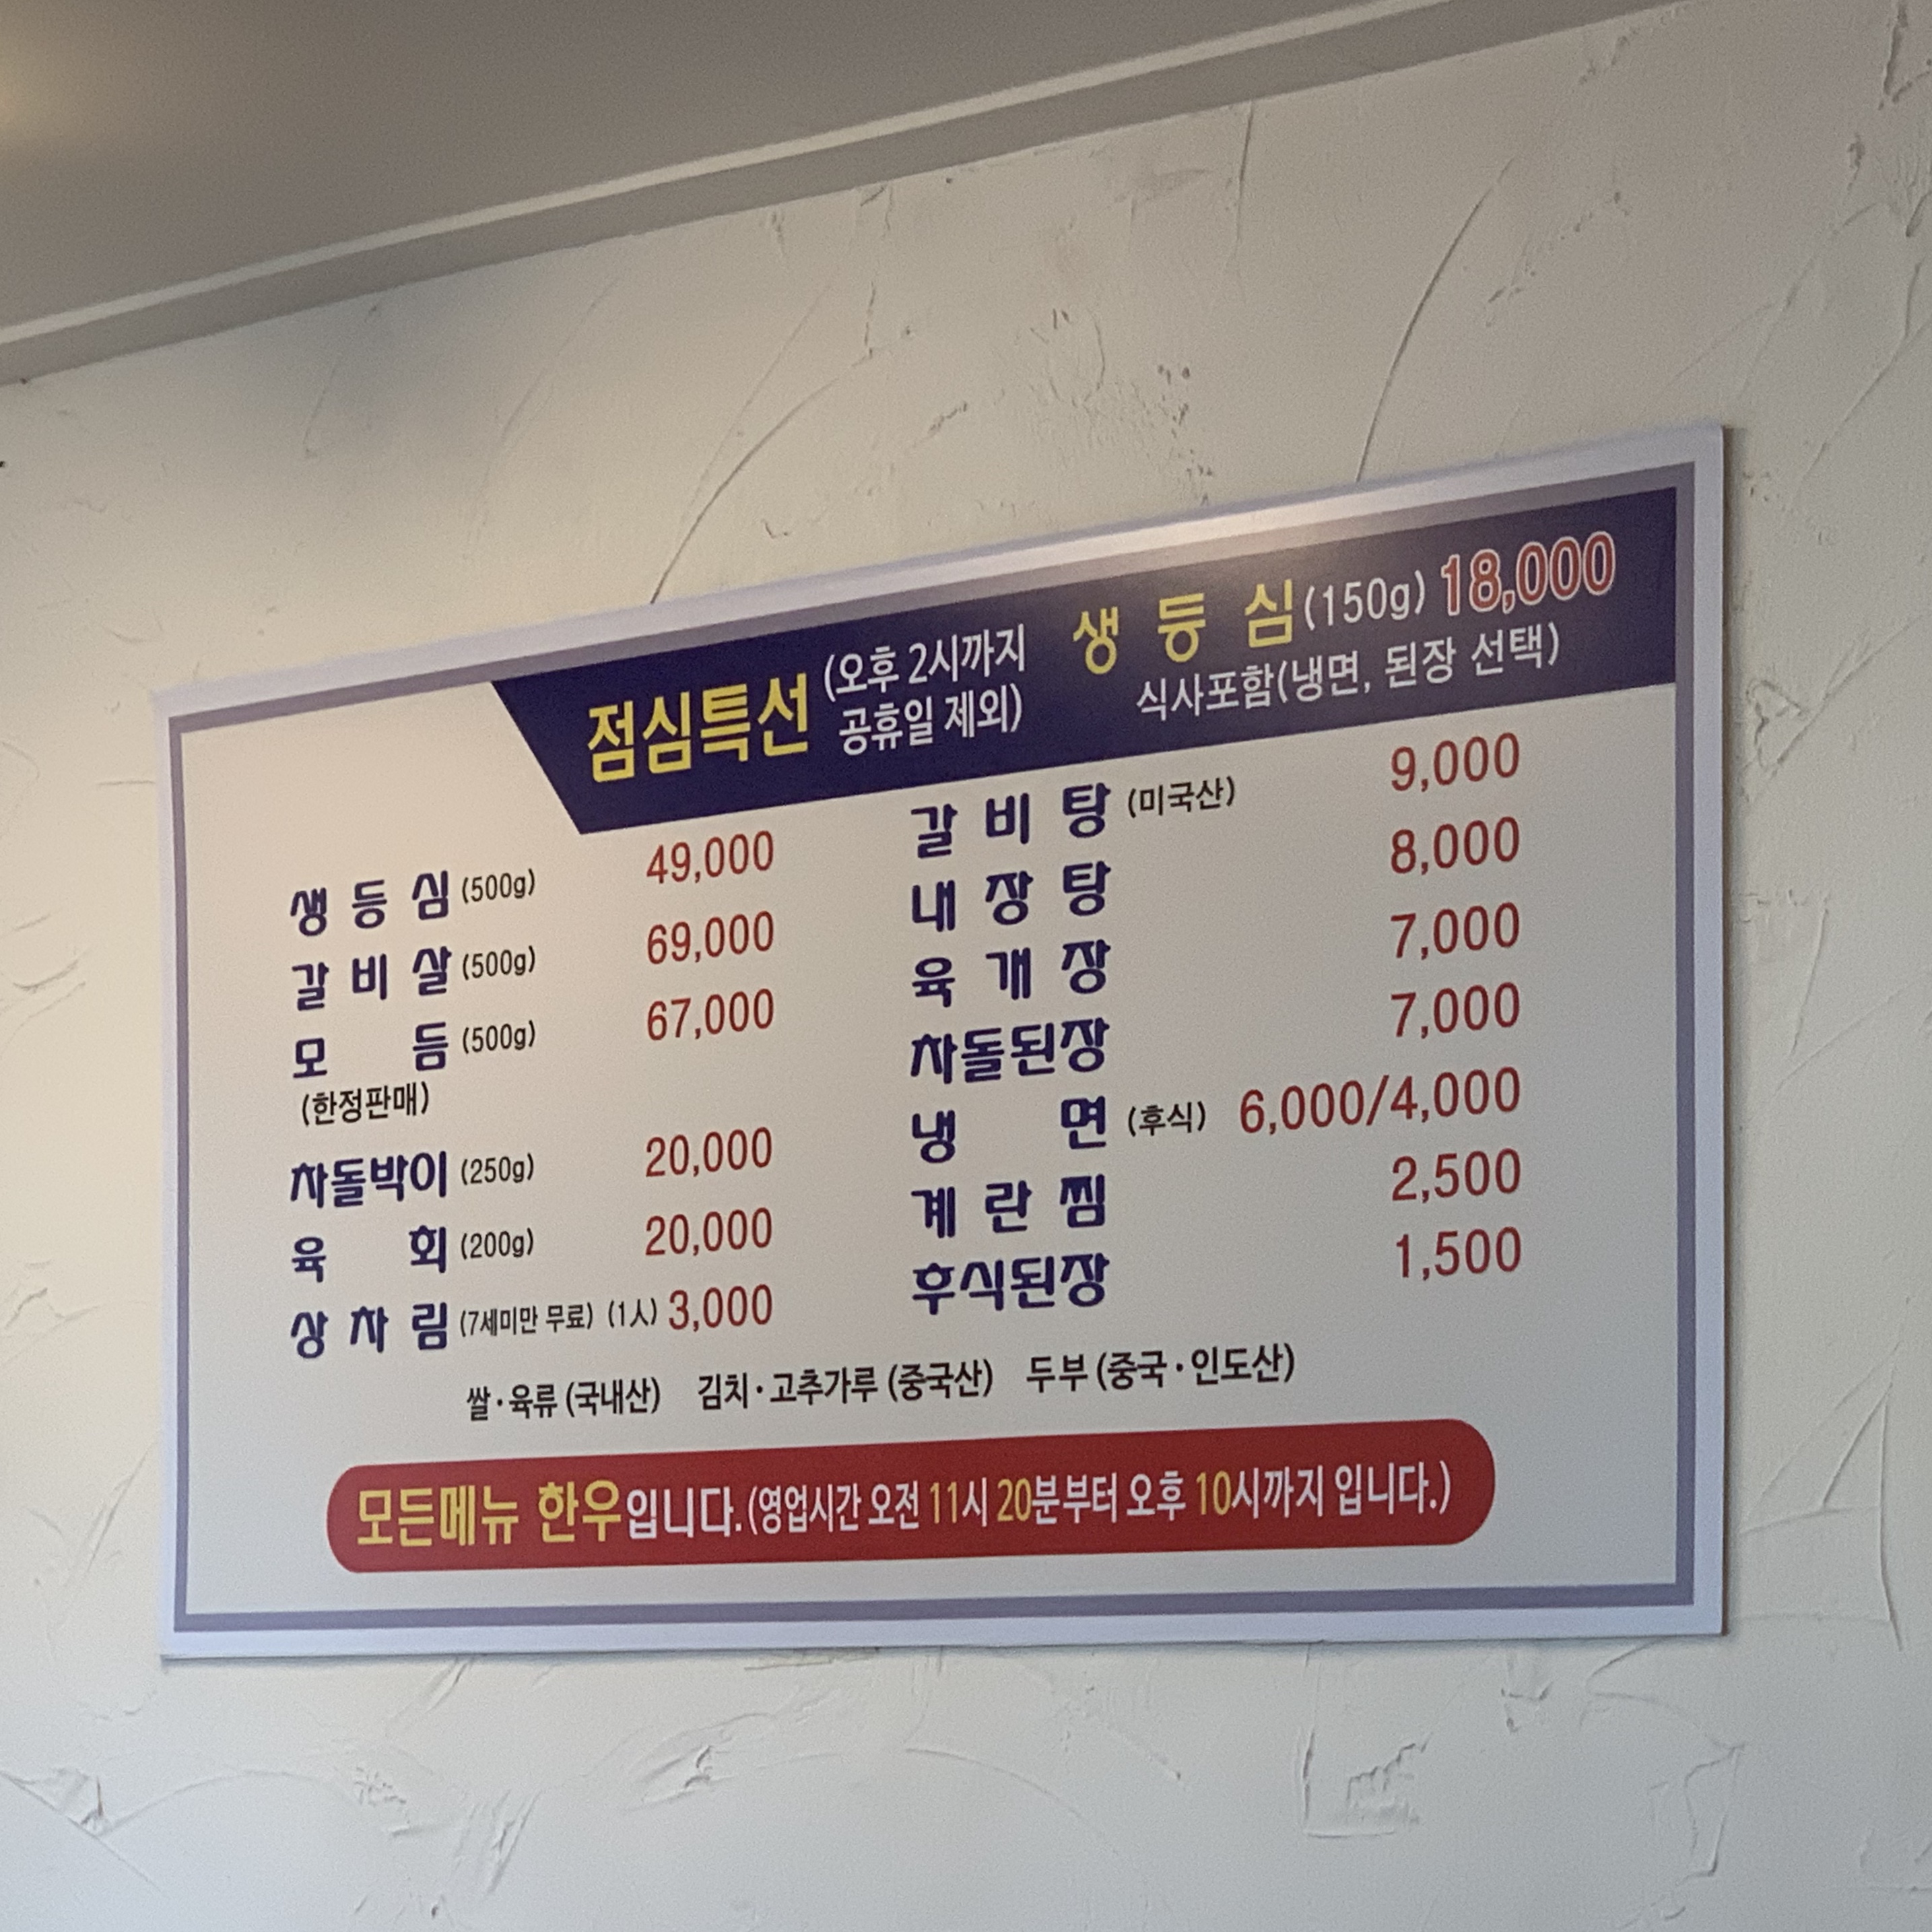 점심특선 (오후 2시까지 공휴일 제외)
생 등 심 (150g) 18,000
식사포함(냉면, 된장 선택)
생 등 심 (500g) 49,000
갈 비 살 (500g) 69,000
모 듬 (500g) 67,000
(한정판매)
차돌박이 (250g) 20,000
육 회 (200g) 20,000
상 차 림 (7세미만 무료) (1人) 3,000
갈 비 탕 (미국산) 9,000
내 장 탕 8,000
육 개 장 7,000
차돌된장 7,000
냉 면 (후식) 6,000/4,000
계 란 찜 2,500
후식된장 1,500
쌀·육류 (국내산) 김치·고추가루 (중국산) 두부 (중국·인도산)
모든메뉴 한우입니다.(영업시간 오전 11시 20분부터 오후 10시까지 입니다.)